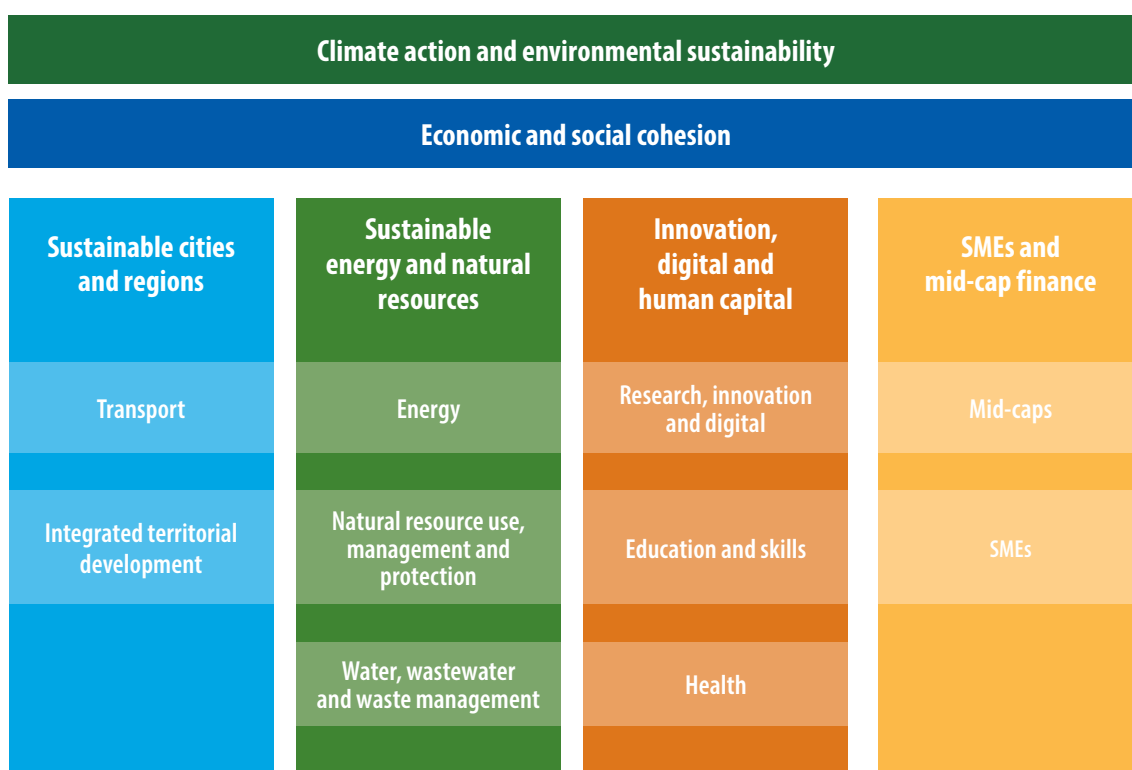 Climate action and environmental sustainability
Economic and social cohesion
Sustainable cities
and regions
Transport
Integrated territorial
development
Sustainable
energy and natural
resources
Energy
Natural resource use,
management and
protection
Water, wastewater
and waste management
Innovation,
digital and
human capital
Research, innovation
and digital
Education and skills
Health
SMEs and
mid-cap finance
Mid-caps
SMEs